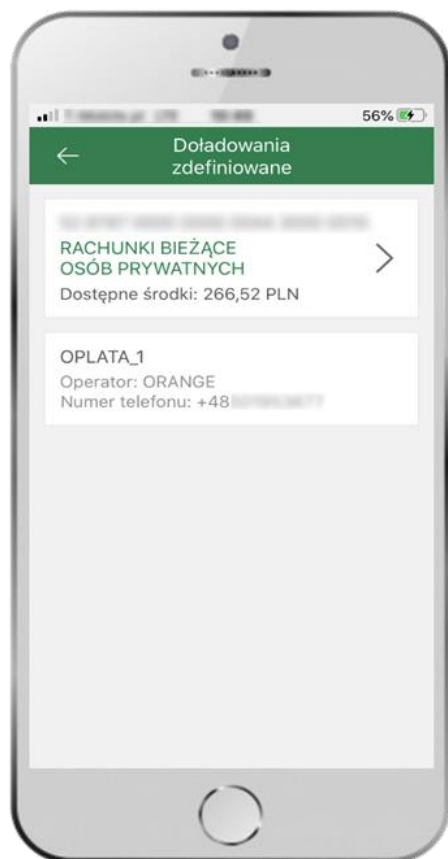 56%
Doładowania
zdefiniowane
RACHUNKI BIEŻĄCE
OSÓB PRYWATNYCH
Dostępne środki: 266,52 PLN
OPLATA_1
Operator: ORANGE
Numer telefonu: +48